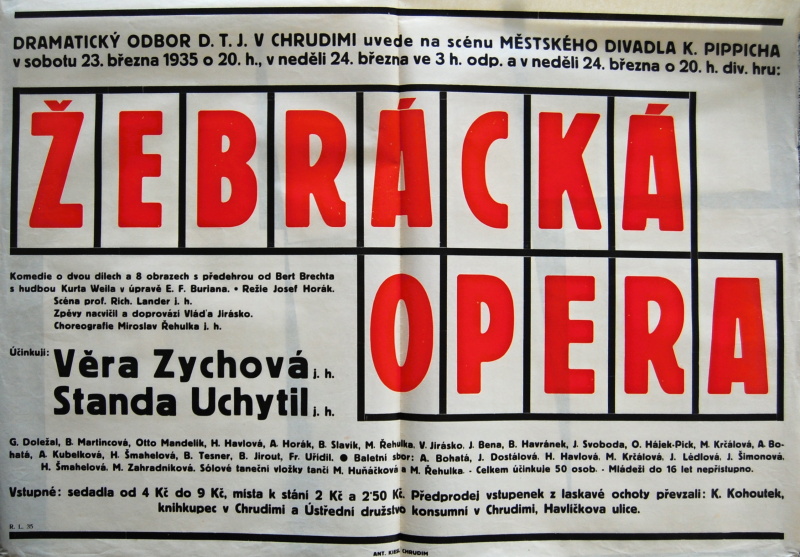 DRAMATICKÝ ODBOR D. T. J. V CHRUDIMI uvede na scénu MĚSTSKÉHO DIVADLA K. PIPPICHA
v sobotu 23. března 1935 o 20. h., v neděli 24. března ve 3 h. odp. a v neděli 24. března o 20. h. div. hru:
ŽEBRÁCKÁ
OPERA
Komedie o dvou dílech a 8 obrazech s předehrou od Bert Brechta
s hudbou Kurta Weila v úpravě E. F. Buriana. • Režie Josef Horák.
Scéna prof. Rich. Lander j. h.
Zpěvy nacvičil a doprovází Vláďa Jirásko.
Choreografie Miroslav Řehulka j. h.
Účinkují: Věra Zychová j. h.
Standa Uchytil j. h.
G. Doležal, B. Martincová, Otto Mandelík, H. Havlová, A. Horák, B. Slavík, M. Řehulka, V. Jirásko, J. Bena, B. Havránek, J. Svoboda, O. Hájek-Pick, M. Krčálová, A. Bo-
hatá, A. Kubelková, H. Šmahelová, B. Tesner, B. Jirout, Fr. Uřidil. ● Baletní sbor: A. Bohatá, J. Dostálová, H. Havlová, M. Krčálová, J. Lédlová, J. Šimonová.
H. Šmahelová, M. Zahradníková. Sólové taneční vložky tančí M. Huňáčková a M. Řehulka. - Celkem účinkuje 50 osob. - Mládeži do 16 let nepřístupno.
Vstupné: sedadla od 4 Kč do 9 Kč, místa k stání 2 Kč a 2'50 Kč. Předprodej vstupenek z laskavé ochoty převzali: K. Kohoutek,
knihkupec v Chrudimi a Ústřední družstvo konsumní v Chrudimi, Havlíčkova ulice.
R. L. 35
ANT. CHRUDIM